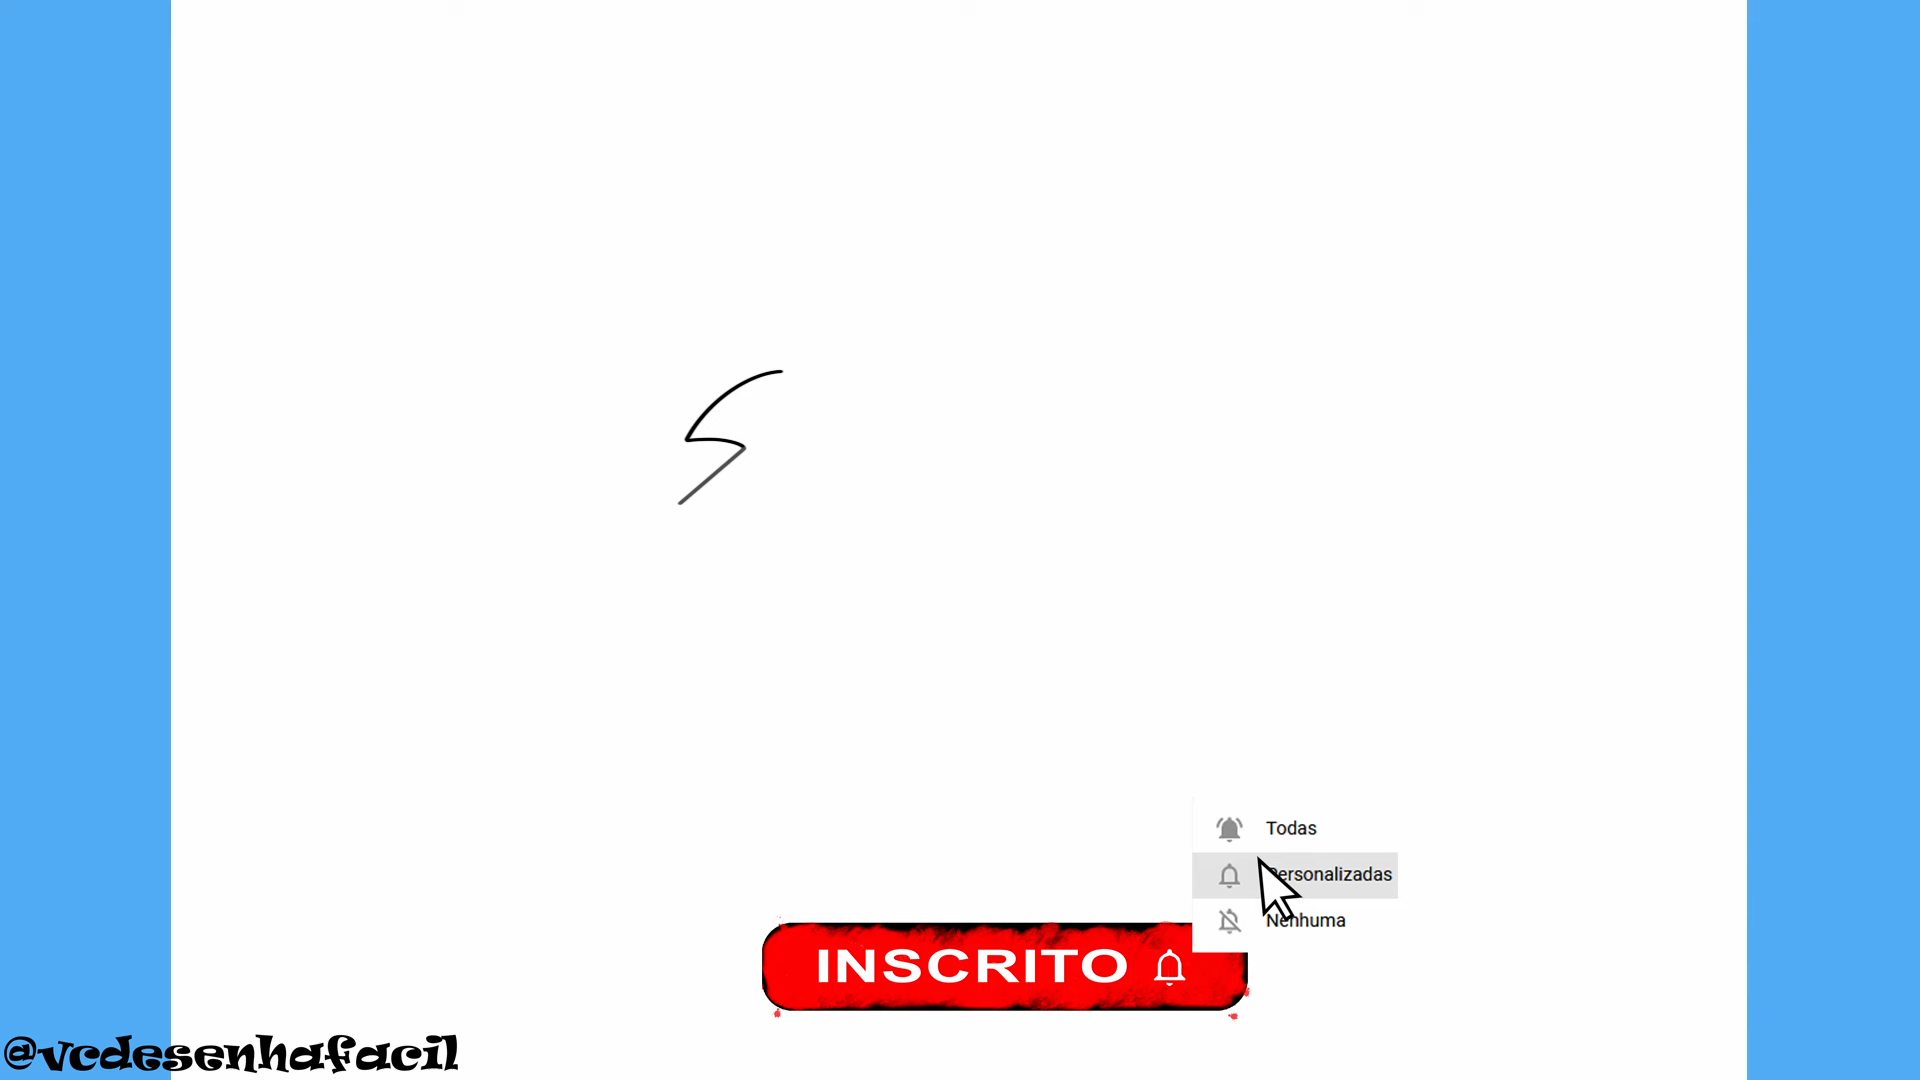 Todas
Personalizadas
Nenhuma
INSCRITO
@vcdesenhafacil